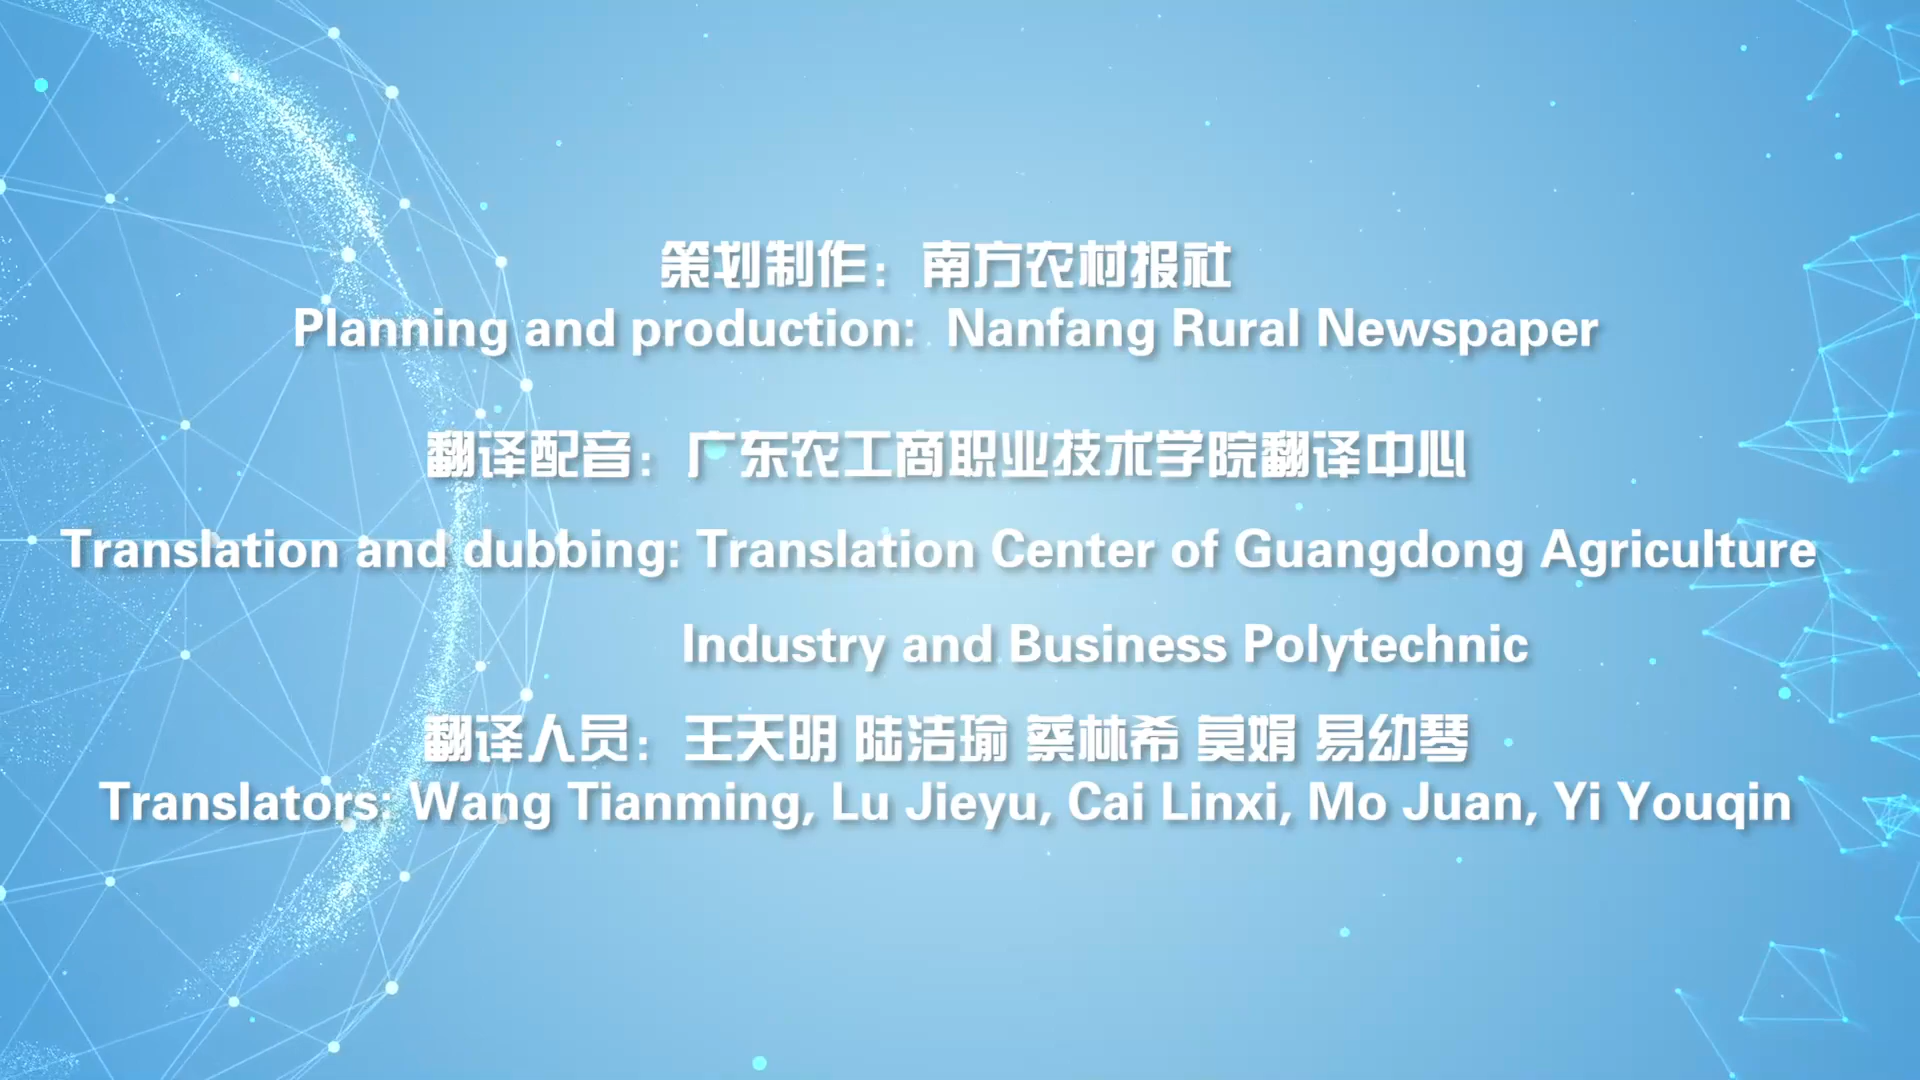 策划制作：南方农村报社
Planning and production: Nanfang Rural Newspaper
翻译配音：广东农工商职业技术学院翻译中心
Translation and dubbing: Translation Center of Guangdong Agriculture
Industry and Business Polytechnic
翻译人员：王天明 陆洁瑜 蔡林希 莫娟 易幼琴
Translators: Wang Tianming, Lu Jieyu, Cai Linxi, Mo Juan, Yi Youqin